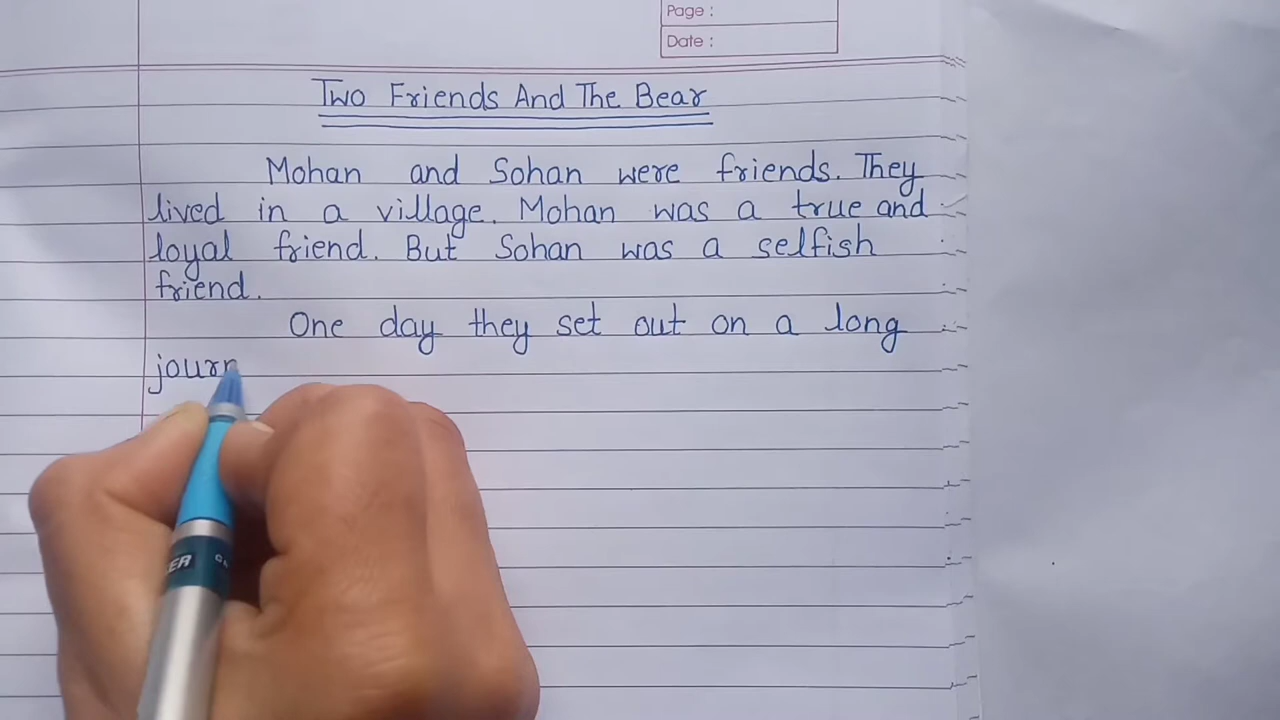 Page :
Date :
Two Friends And The Bear
Mohan and Sohan were friends. They
lived in a village. Mohan was a true and
loyal friend. But Sohan was a selfish
friend.
One day they set out on a long
journ